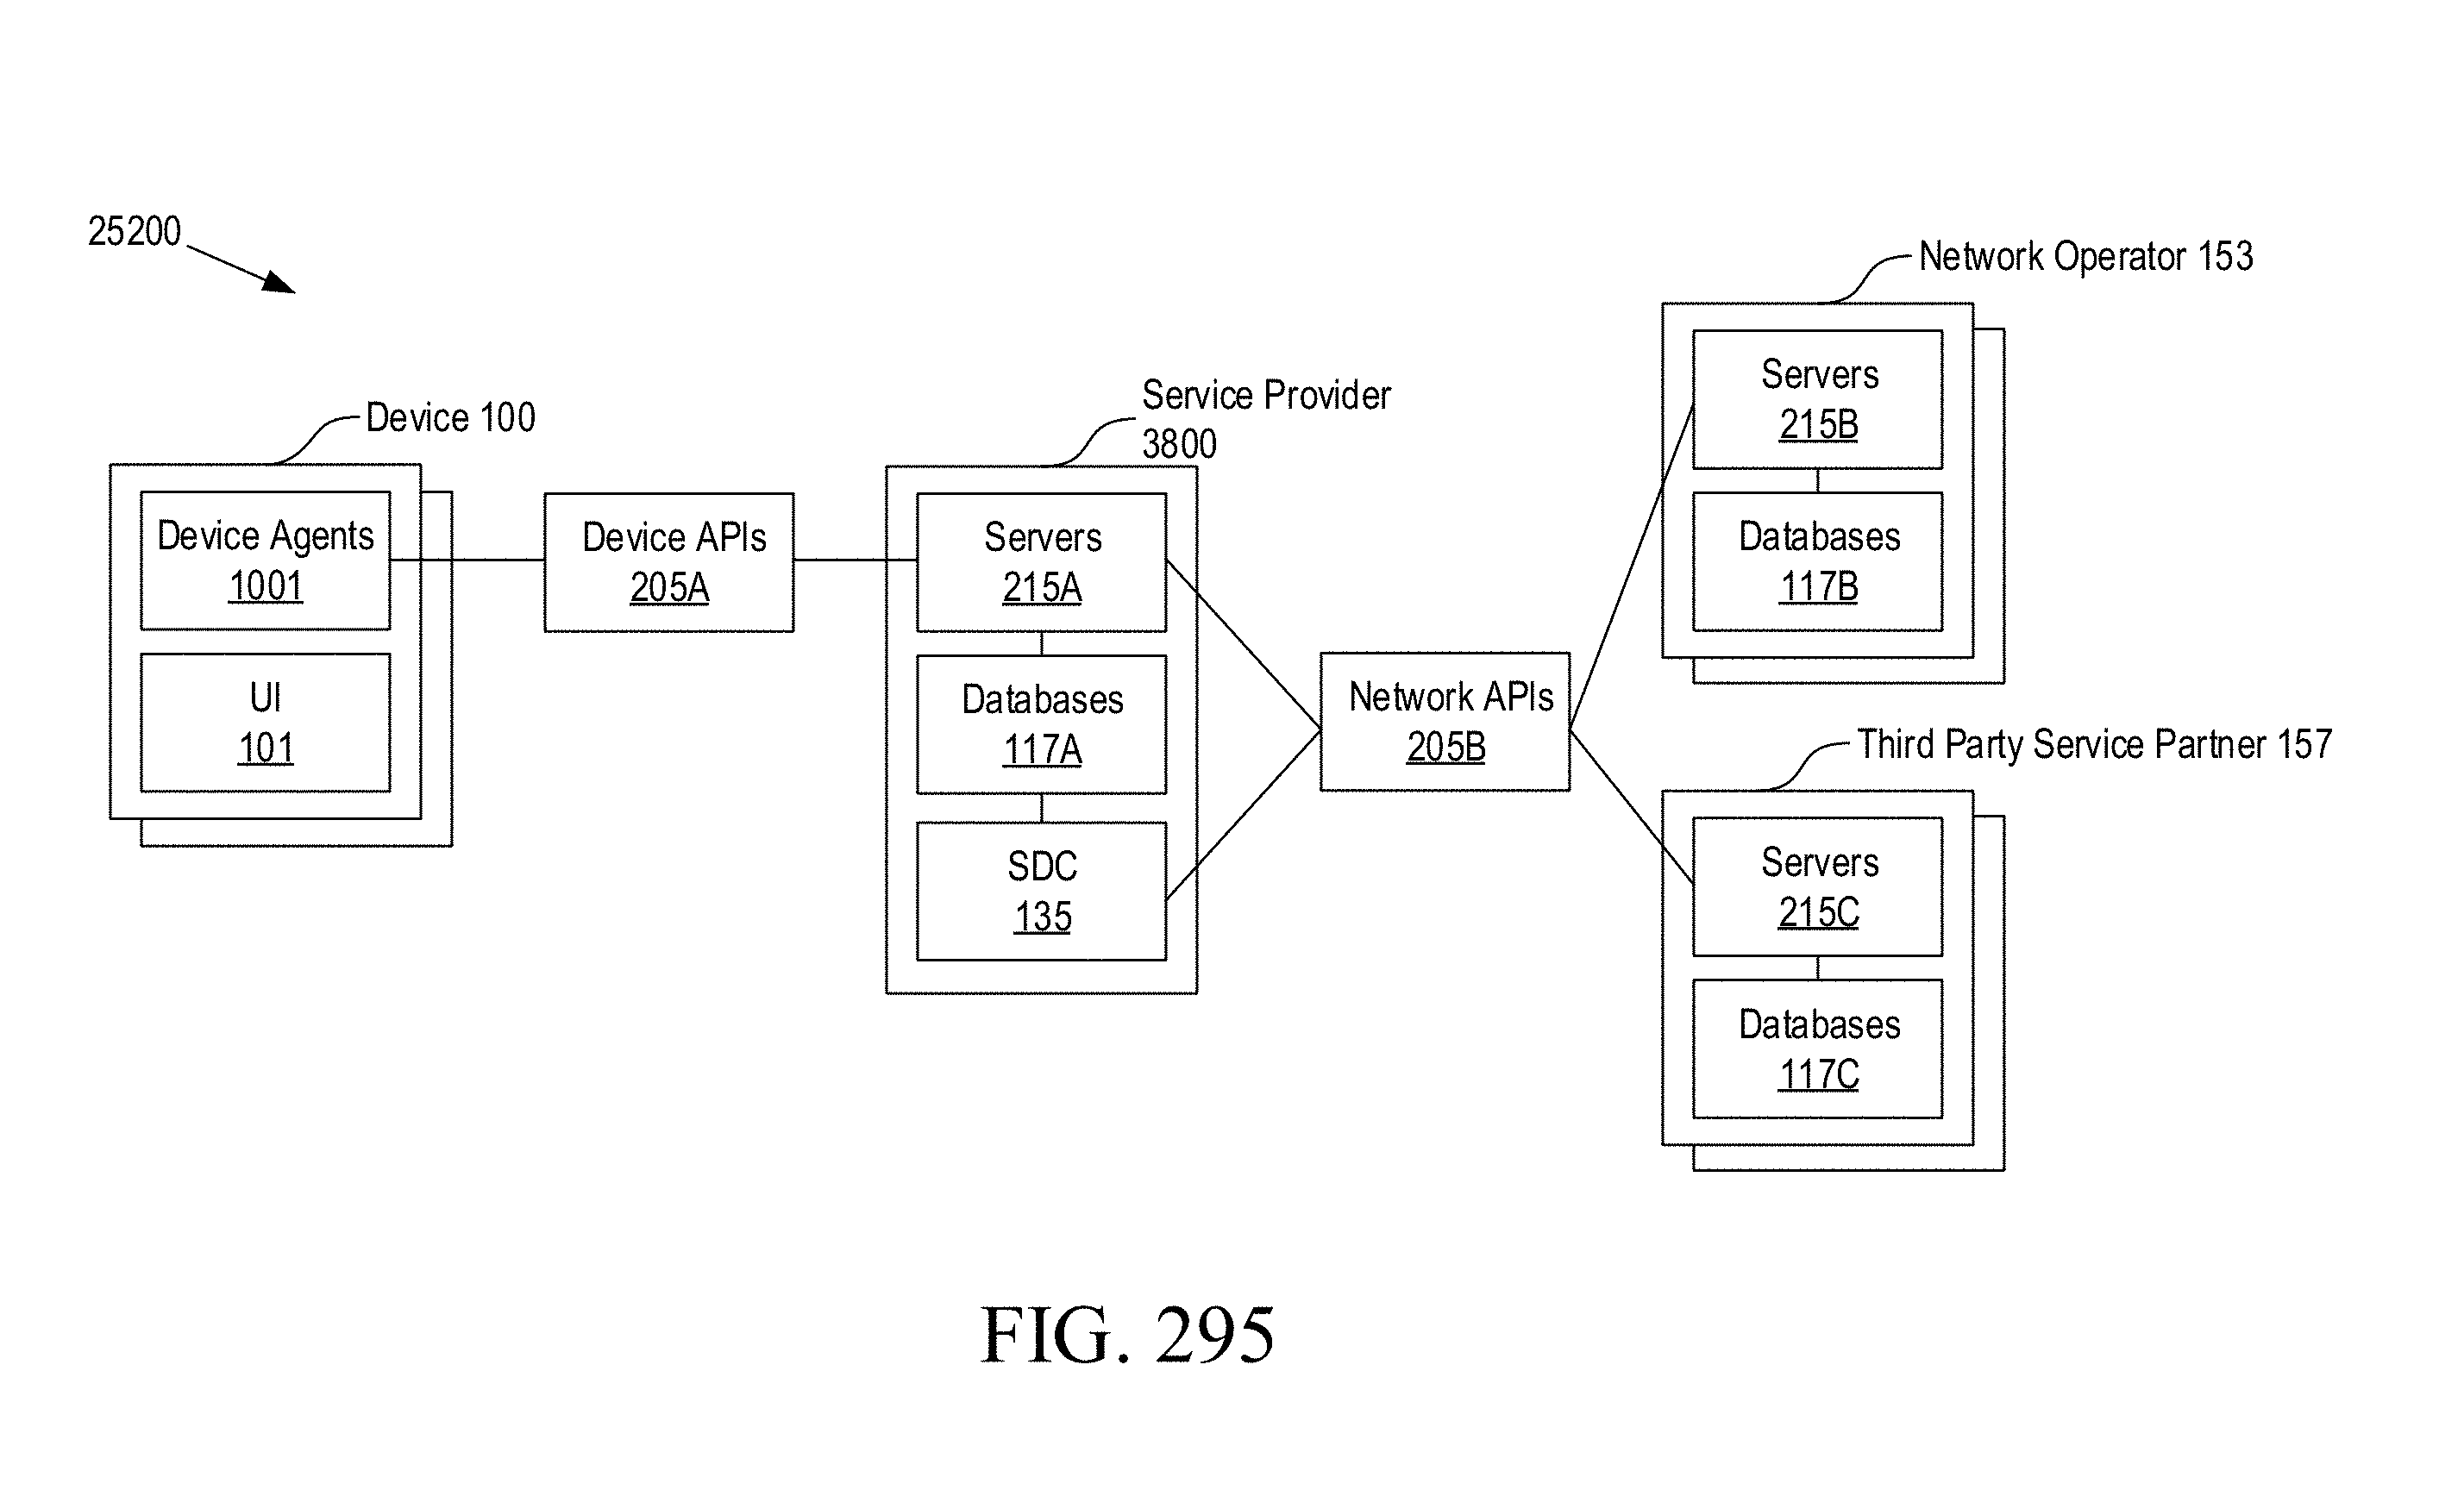 25200
Device 100
Device Agents
1001
UI
101
Device APIs
205A
Service Provider
3800
Servers
215A
Databases
117A
SDC
135
Network APIs
205B
Network Operator 153
Servers
215B
Databases
117B
Third Party Service Partner 157
Servers
215C
Databases
117C
FIG. 295